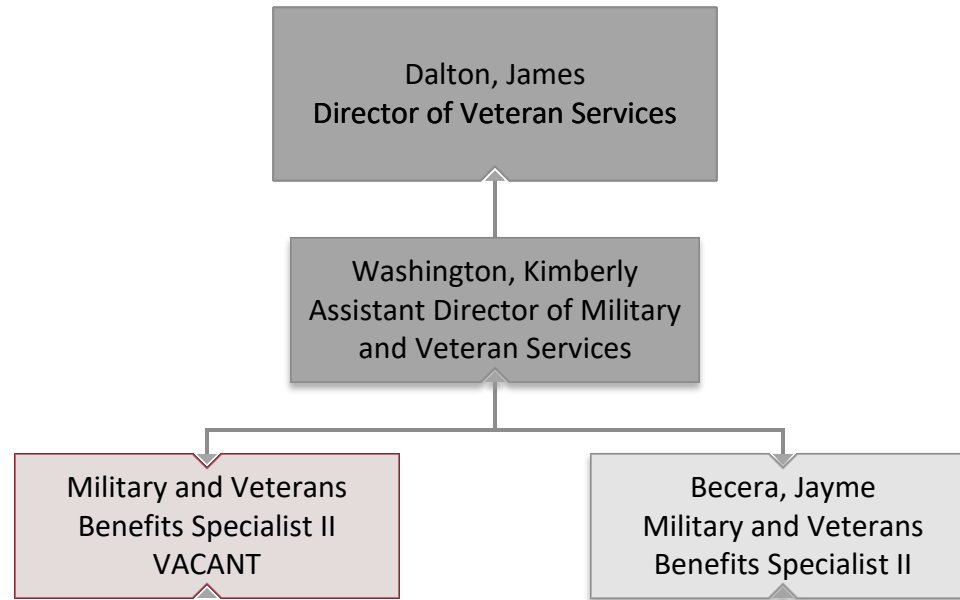 Dalton, James
Director of Veteran Services
Washington, Kimberly
Assistant Director of Military
and Veteran Services
Military and Veterans
Benefits Specialist II
VACANT
Becera, Jayme
Military and Veterans
Benefits Specialist II